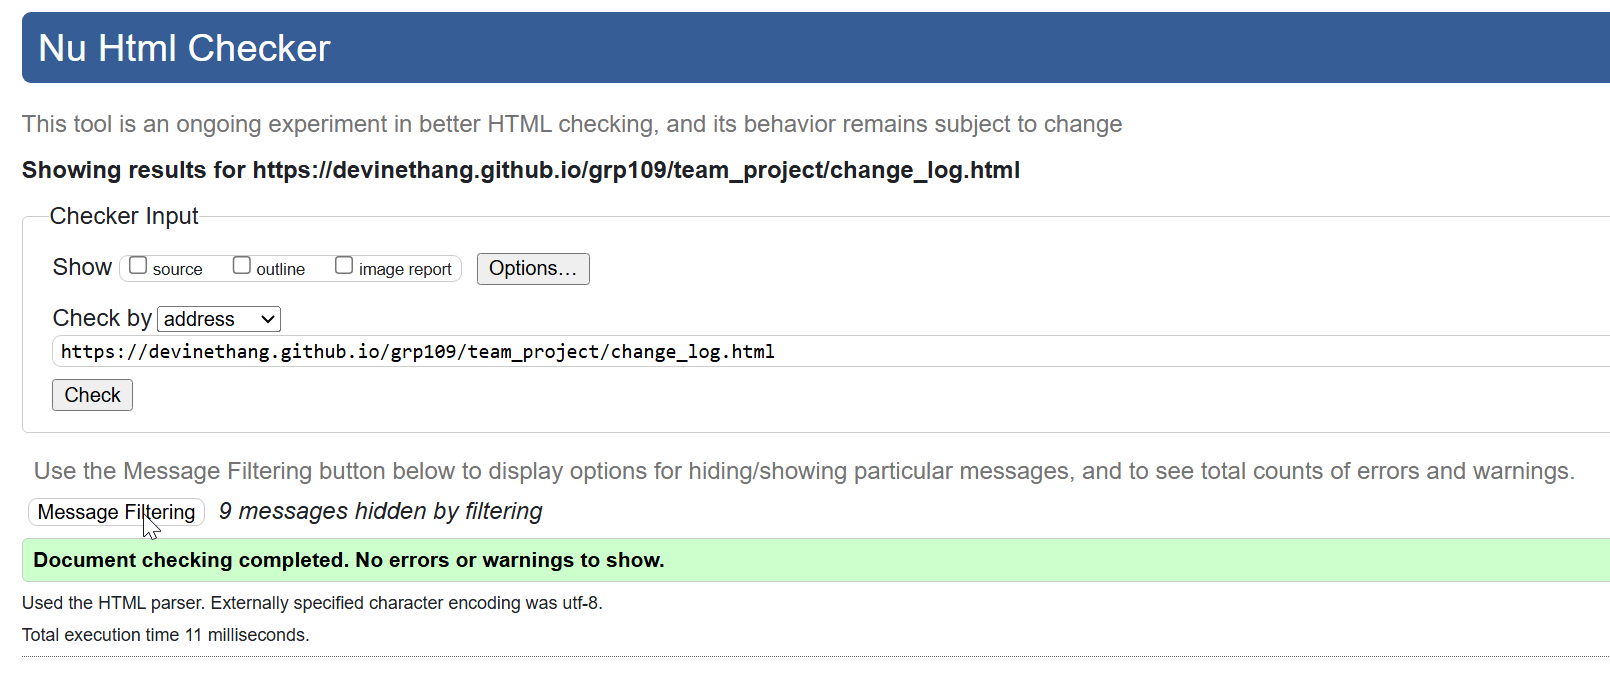 Nu Html Checker
This tool is an ongoing experiment in better HTML checking, and its behavior remains subject to change
Showing results for https://devinethang.github.io/grp109/team_project/change_log.html
Checker Input
Show source outline image report Options...
Check by address
https://devinethang.github.io/grp109/team_project/change_log.html
Check
Use the Message Filtering button below to display options for hiding/showing particular messages, and to see total counts of errors and warnings.
Message Filtering 9 messages hidden by filtering
Document checking completed. No errors or warnings to show.
Used the HTML parser. Externally specified character encoding was utf-8.
Total execution time 11 milliseconds.